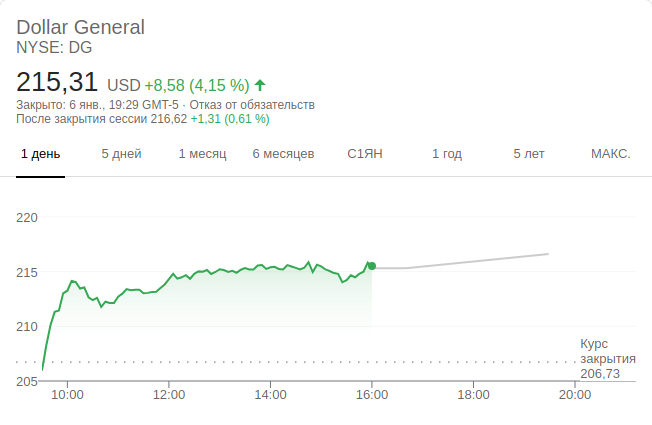 Dollar General
NYSE: DG
215,31 USD +8,58 (4,15 %)
Закрыто: 6 янв., 19:29 GMT-5 · Отказ от обязательств
После закрытия сессии 216,62 +1,31 (0,61 %)
1 день 5 дней 1 месяц 6 месяцев С1ЯН 1 год 5 лет МАКС.
220
215
210
Курс
закрытия
206,73
205
10:00 12:00 14:00 16:00 18:00 20:00